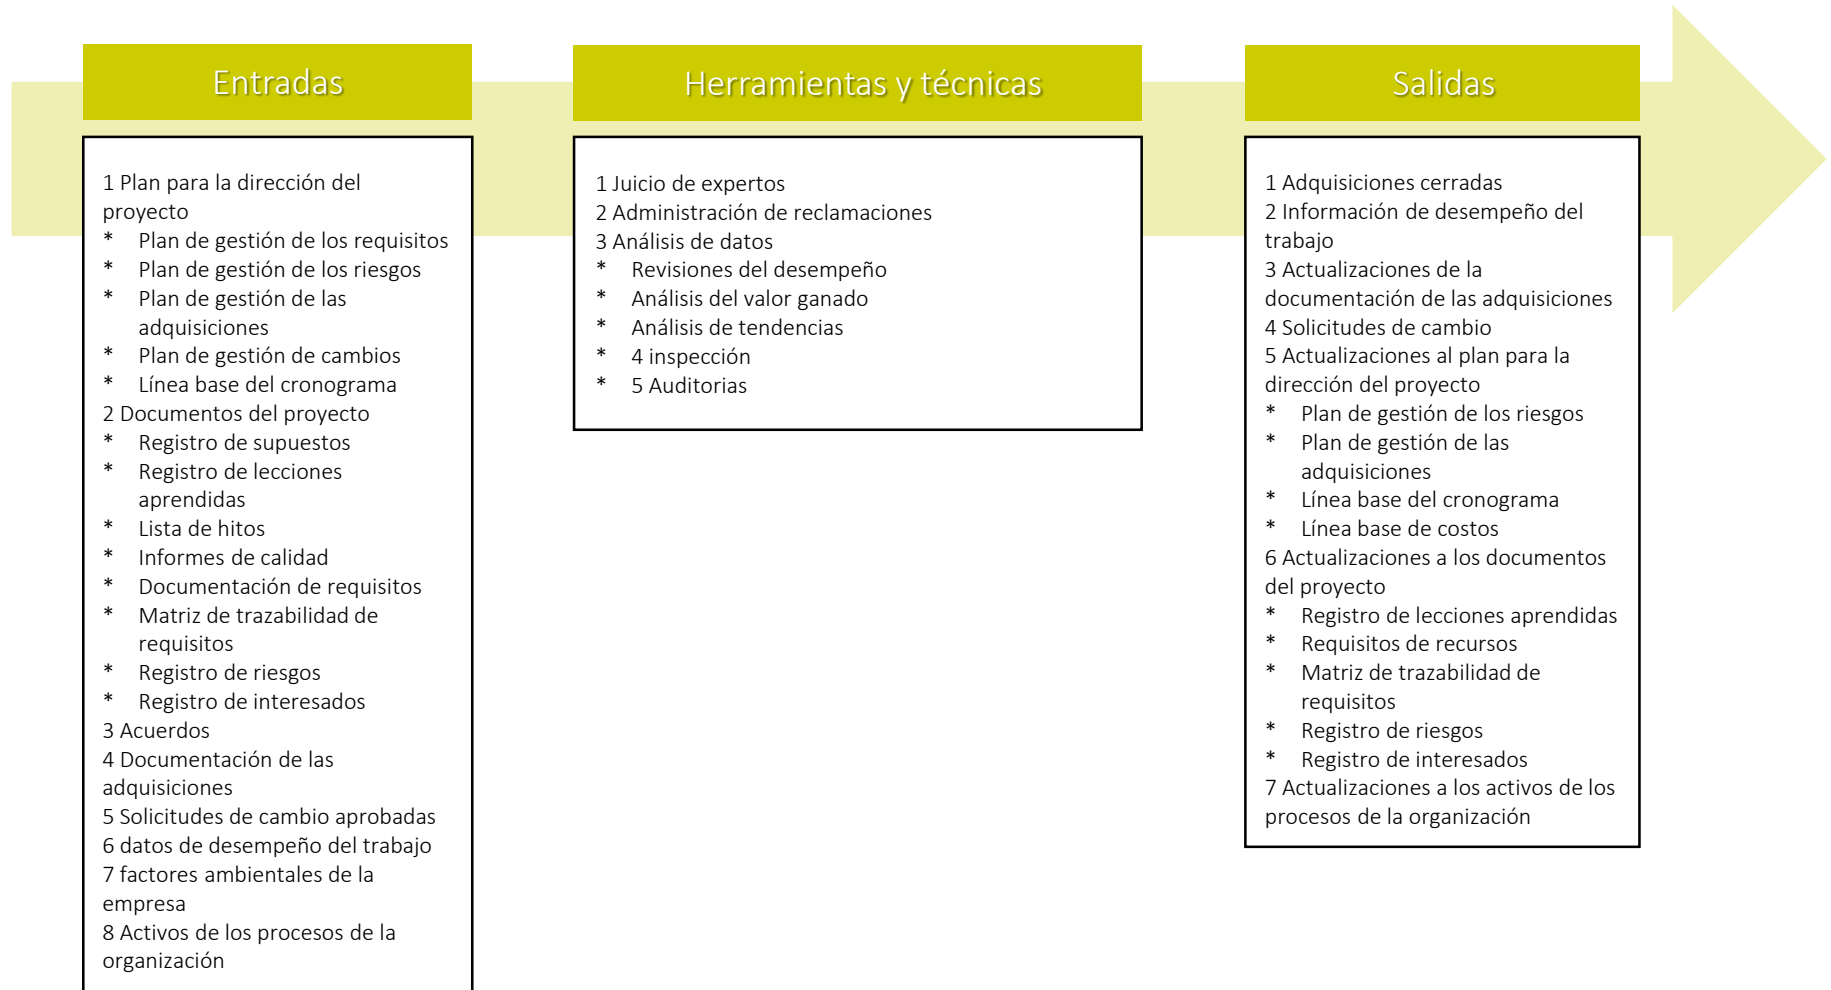 Entradas
1 Plan para la dirección del
proyecto
* Plan de gestión de los requisitos
* Plan de gestión de los riesgos
* Plan de gestión de las
adquisiciones
* Plan de gestión de cambios
* Línea base del cronograma
2 Documentos del proyecto
* Registro de supuestos
* Registro de lecciones
aprendidas
* Lista de hitos
* Informes de calidad
* Documentación de requisitos
* Matriz de trazabilidad de
requisitos
* Registro de riesgos
* Registro de interesados
3 Acuerdos
4 Documentación de las
adquisiciones
5 Solicitudes de cambio aprobadas
6 datos de desempeño del trabajo
7 factores ambientales de la
empresa
8 Activos de los procesos de la
organización
Herramientas y técnicas
1 Juicio de expertos
2 Administración de reclamaciones
3 Análisis de datos
* Revisiones del desempeño
* Análisis del valor ganado
* Análisis de tendencias
* 4 inspección
* 5 Auditorias
Salidas
1 Adquisiciones cerradas
2 Información de desempeño del
trabajo
3 Actualizaciones de la
documentación de las adquisiciones
4 Solicitudes de cambio
5 Actualizaciones al plan para la
dirección del proyecto
* Plan de gestión de los riesgos
* Plan de gestión de las
adquisiciones
* Línea base del cronograma
* Línea base de costos
6 Actualizaciones a los documentos
del proyecto
* Registro de lecciones aprendidas
* Requisitos de recursos
* Matriz de trazabilidad de
requisitos
* Registro de riesgos
* Registro de interesados
7 Actualizaciones a los activos de los
procesos de la organización